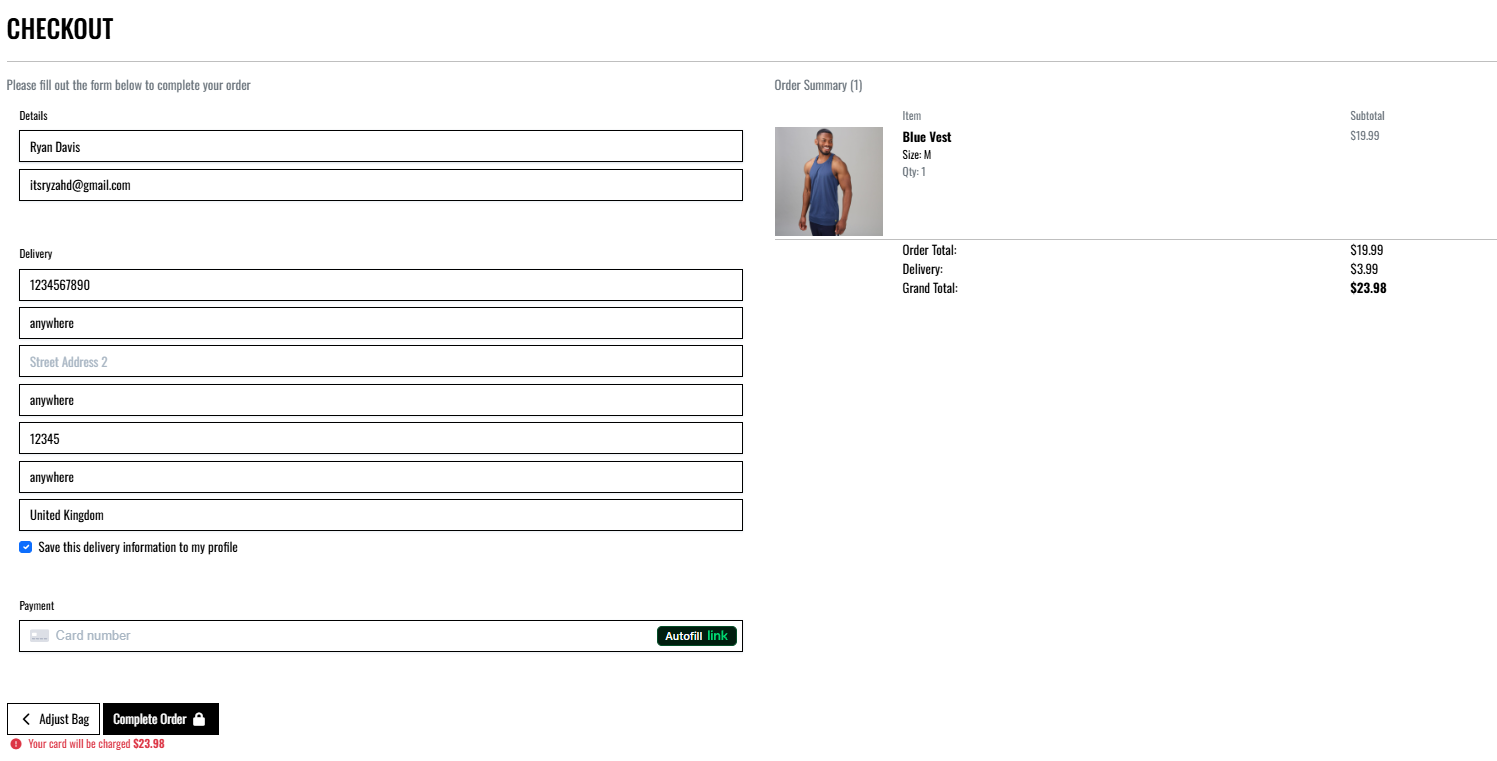 CHECKOUT
Please fill out the form below to complete your order
Details
Ryan Davis
itsryzahd@gmail.com
Delivery
1234567890
anywhere
Street Address 2
anywhere
12345
anywhere
United Kingdom
Save this delivery information to my profile
Payment
Card number
Autofill link
Adjust Bag
Complete Order
Your card will be charged $23.98
Order Summary (1)
Item Subtotal
Blue Vest $19.99
Size: M
Qty: 1
Order Total: $19.99
Delivery: $3.99
Grand Total: $23.98